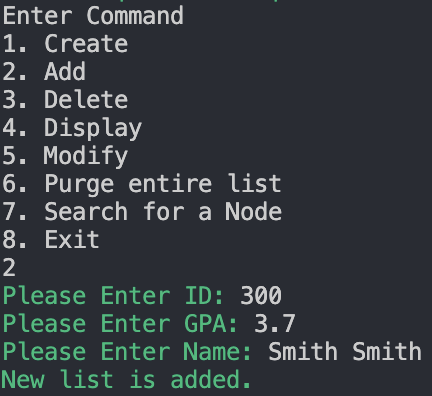 Enter Command
1. Create
2. Add
3. Delete
4. Display
5. Modify
6. Purge entire list
7. Search for a Node
8. Exit
2
Please Enter ID: 300
Please Enter GPA: 3.7
Please Enter Name: Smith Smith
New list is added.